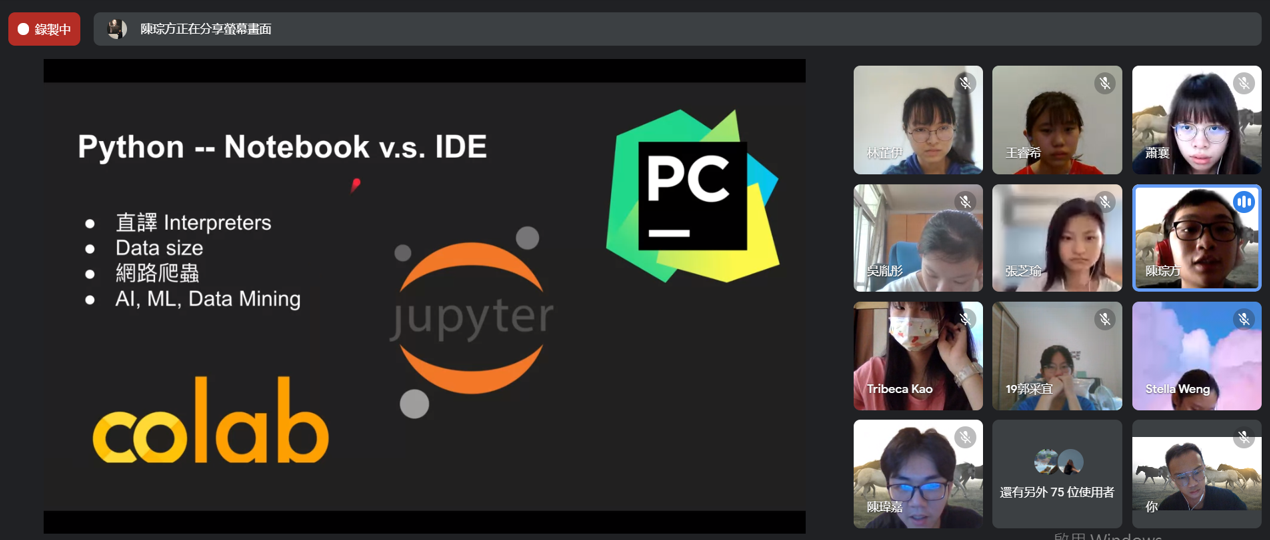 錄製中
陳琮方正在分享螢幕畫面
Python -- Notebook v.s. IDE
● 直譯 Interpreters
● Data size
● 網路爬蟲
● AI, ML, Data Mining
PC
jupyter
colab
林芷伊
王睿希
蕭襄
吳胤彤
張芝瑜
陳琮方
Tribeca Kao
19郭采宜
Stella Weng
陳瑋嘉
還有另外 75 位使用者
你
啟用 Windows